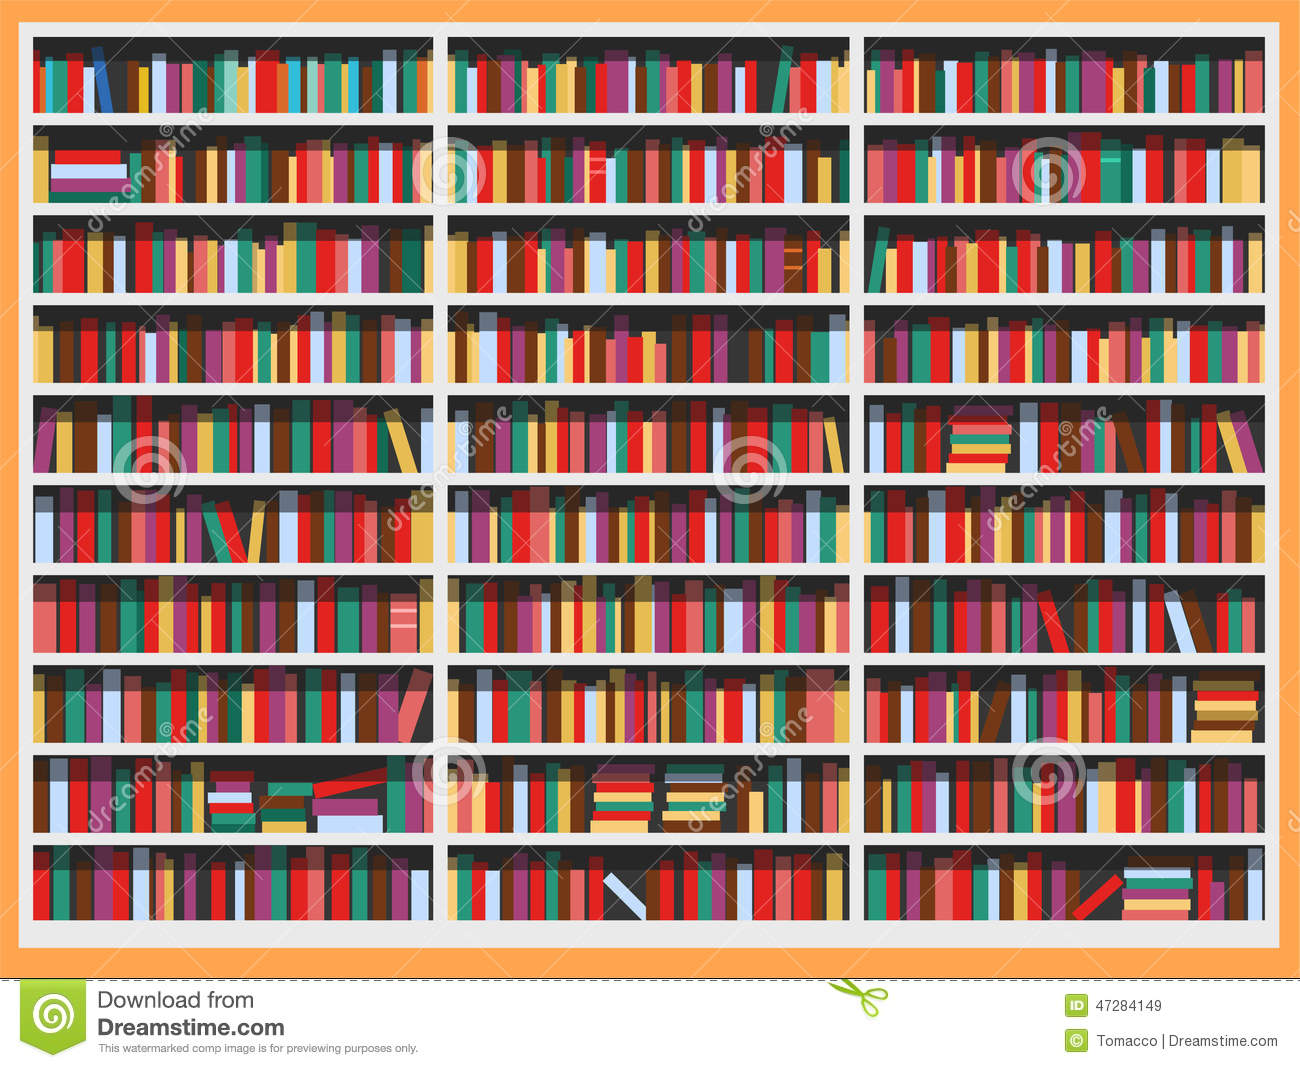 Download from
Dreamstime.com
This watermarked comp image is for previewing purposes only.
ID 47284149
© Tomacco | Dreamstime.com